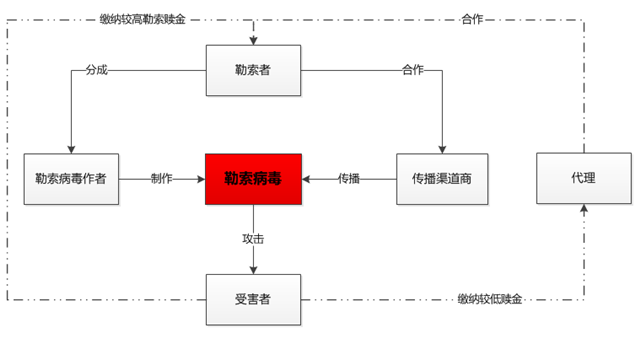 缴纳较高勒索赎金
合作
勒索者
分成
合作
勒索病毒作者
制作
勒索病毒
传播
传播渠道商
代理
攻击
受害者
缴纳较低赎金